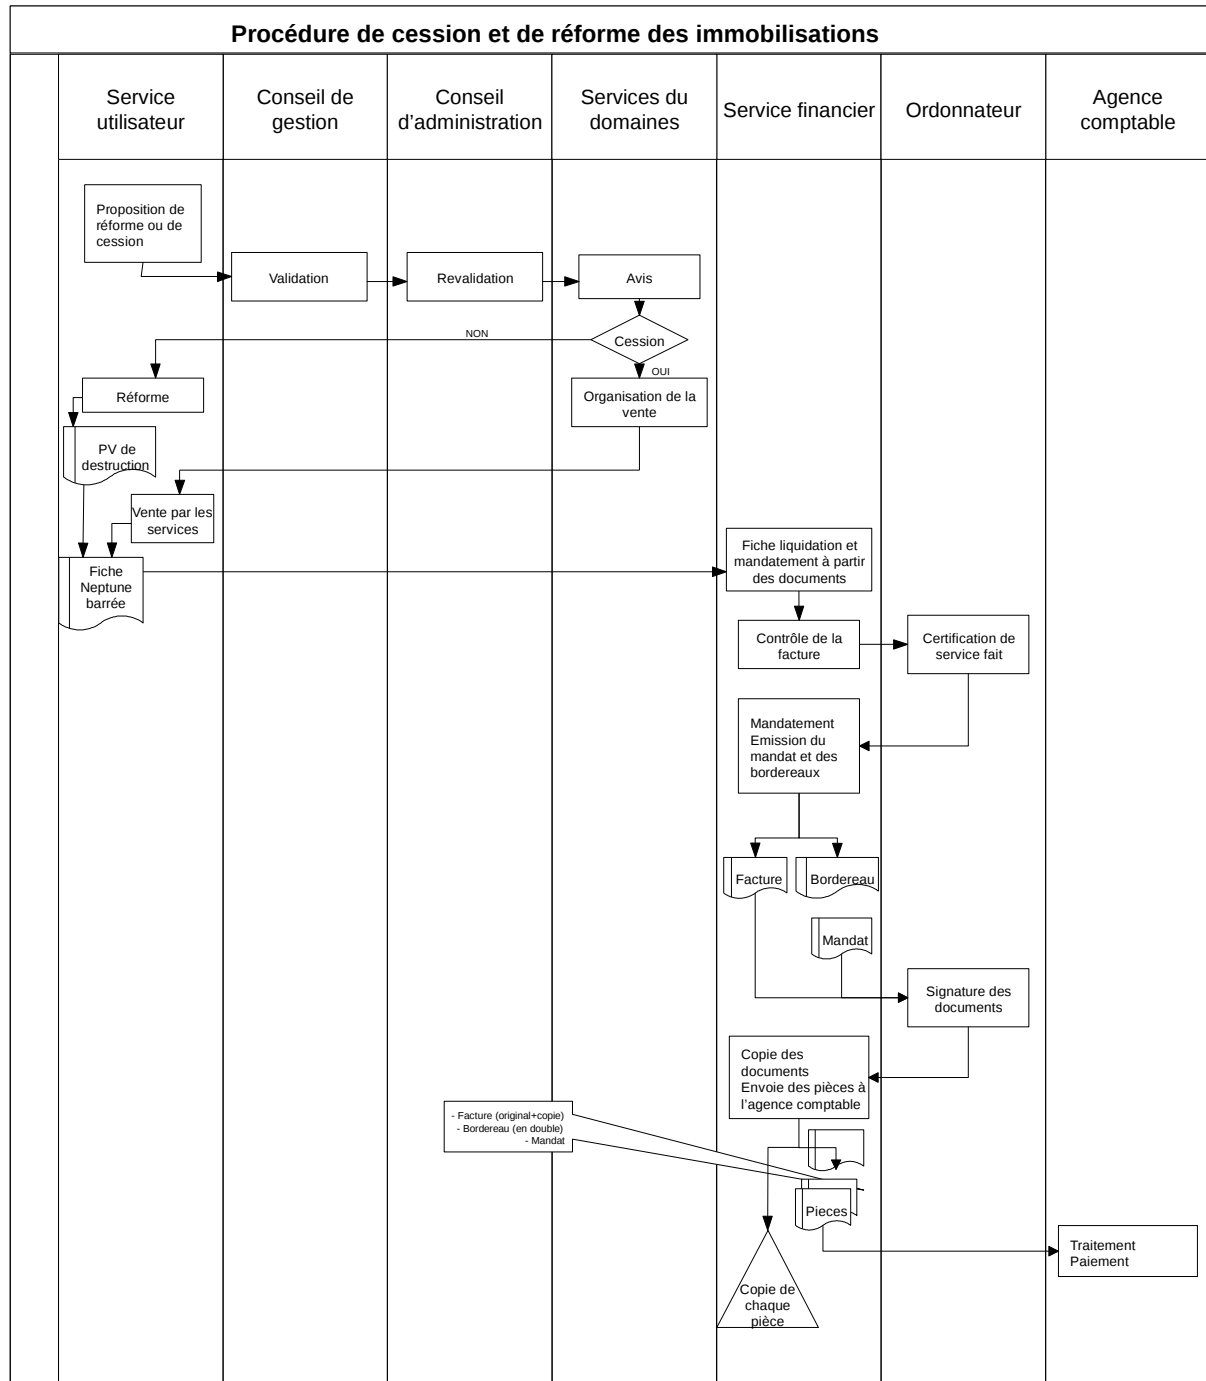 Procédure de cession et de réforme des immobilisations
Service
utilisateur
Conseil de
gestion
Conseil
d’administration
Services du
domaines
Service financier
Ordonnateur
Agence
comptable
Proposition de
réforme ou de
cession
Validation
Revalidation
Avis
Cession
NON
OUI
Réforme
Organisation de la
vente
PV de
destruction
Vente par les
services
Fiche
Neptune
barrée
Fiche liquidation et
mandatement à partir
des documents
Contrôle de la
facture
Certification de
service fait
Mandatement
Emission du
mandat et des
bordereaux
Facture
Bordereau
Mandat
Signature des
documents
Copie des
documents
Envoie des pièces à
l’agence comptable
- Facture (original+copie)
- Bordereau (en double)
- Mandat
Pieces
Traitement
Paiement
Copie de
chaque
pièce